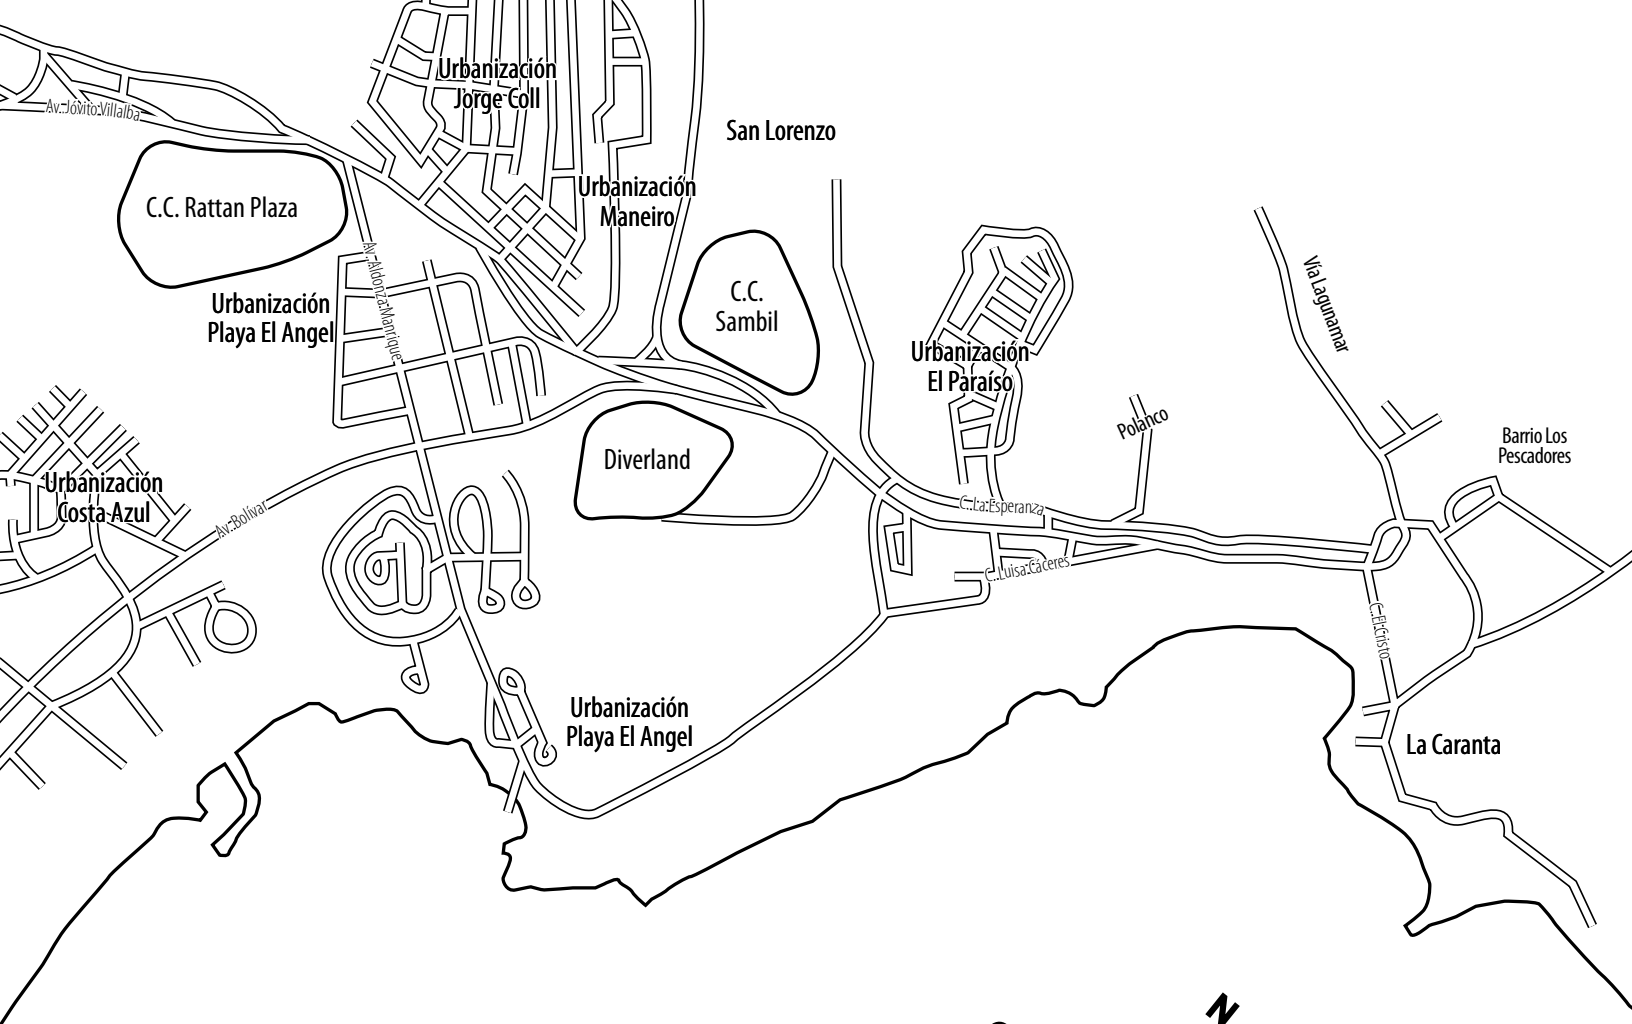 Urbanización
Jorge Coll
Av. Jóvito Villalba
San Lorenzo
C.C. Rattan Plaza
Urbanización
Maneiro
Av. Aldonza Manrique
Urbanización
Playa El Angel
C.C.
Sambil
Vía Lagunamar
Urbanización
El Paraíso
Polanco
Barrio Los
Pescadores
Diverland
Urbanización
Costa Azul
Av. Bolívar
C. La Esperanza
C. Luisa Cáceres
C. El Cristo
Urbanización
Playa El Angel
La Caranta
N